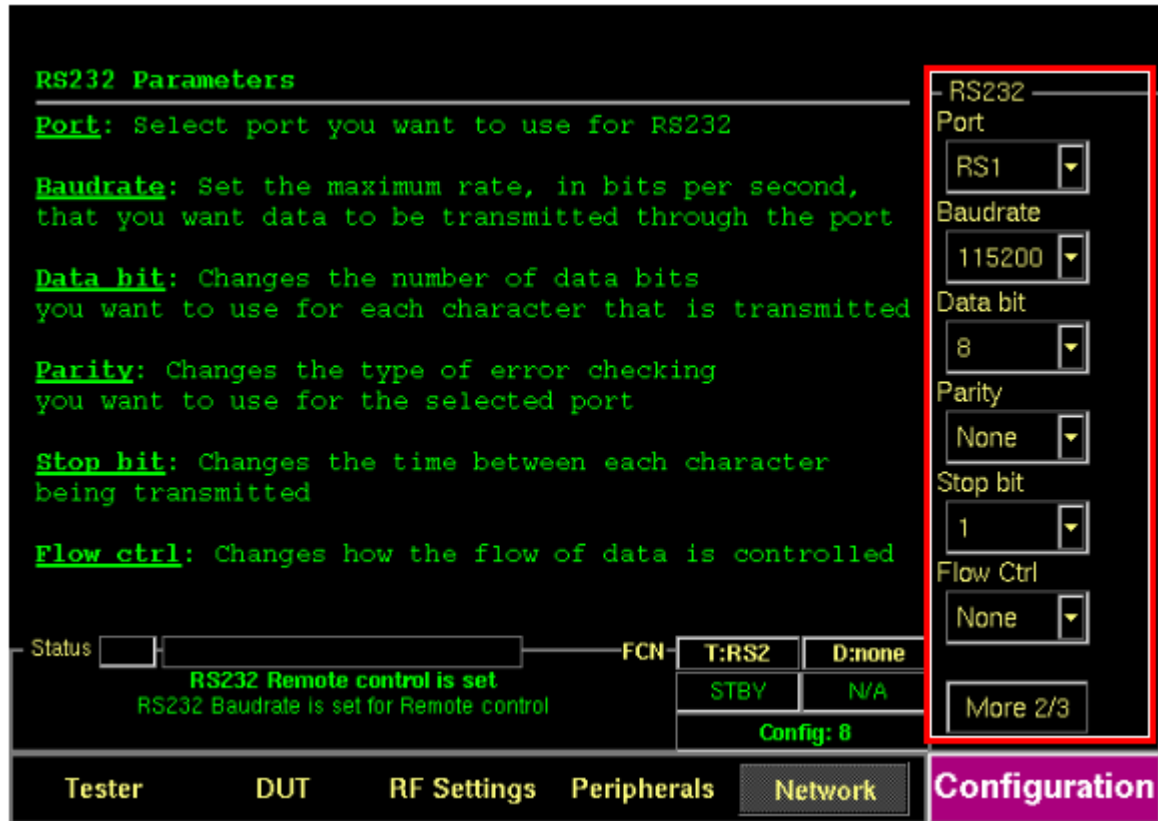 RS232 Parameters
Port: Select port you want to use for RS232
Baudrate: Set the maximum rate, in bits per second,
that you want data to be transmitted through the port
Data bit: Changes the number of data bits
you want to use for each character that is transmitted
Parity: Changes the type of error checking
you want to use for the selected port
Stop bit: Changes the time between each character
being transmitted
Flow ctrl: Changes how the flow of data is controlled
RS232
Port
RS1
Baudrate
115200
Data bit
8
Parity
None
Stop bit
1
Flow Ctrl
None
More 2/3
Status
FCN
T:RS2 D:none
RS232 Remote control is set
RS232 Baudrate is set for Remote control
STBY N/A
Config: 8
Tester DUT RF Settings Peripherals Network Configuration